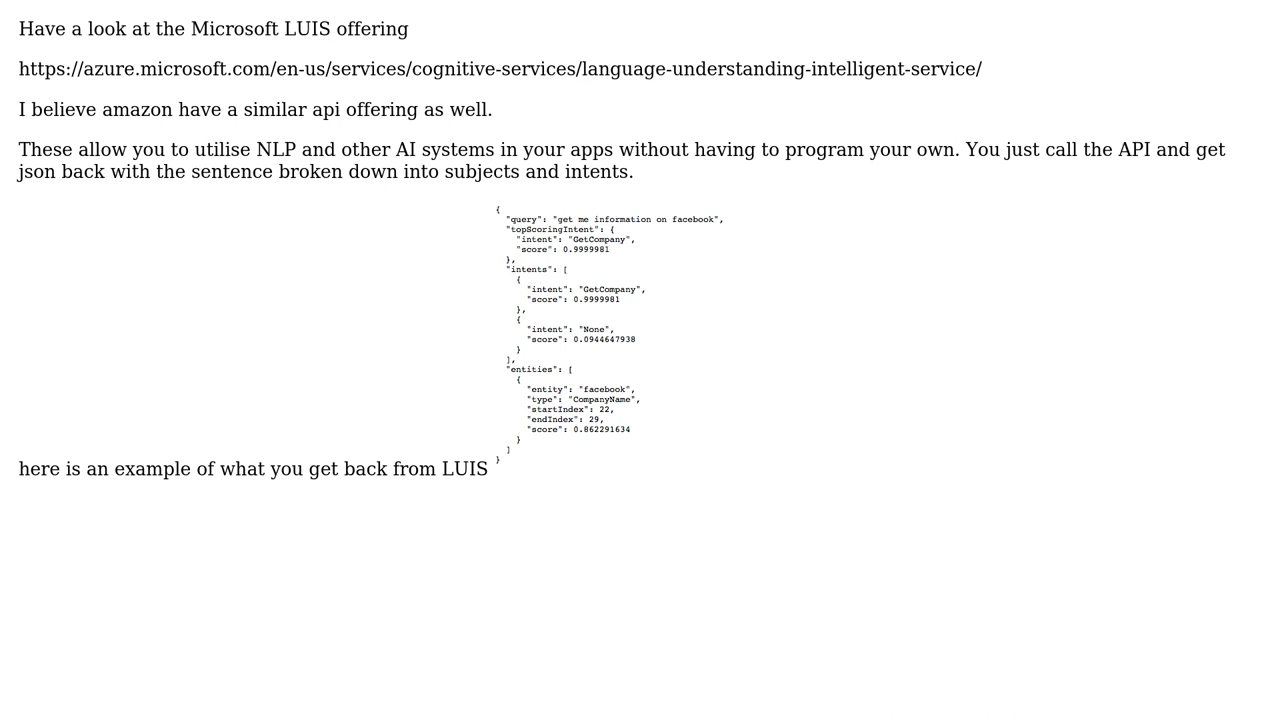 Have a look at the Microsoft LUIS offering
https://azure.microsoft.com/en-us/services/cognitive-services/language-understanding-intelligent-service/
I believe amazon have a similar api offering as well.
These allow you to utilise NLP and other AI systems in your apps without having to program your own. You just call the API and get
json back with the sentence broken down into subjects and intents.
{
  "query": "get me information on facebook",
  "topScoringIntent": {
    "intent": "GetCompany",
    "score": 0.9999981
  },
  "intents": [
    {
      "intent": "GetCompany",
      "score": 0.9999981
    },
    {
      "intent": "None",
      "score": 0.0944647938
    }
  ],
  "entities": [
    {
      "entity": "facebook",
      "type": "CompanyName",
      "startIndex": 22,
      "endIndex": 29,
      "score": 0.862291634
    }
  ]
}
here is an example of what you get back from LUIS